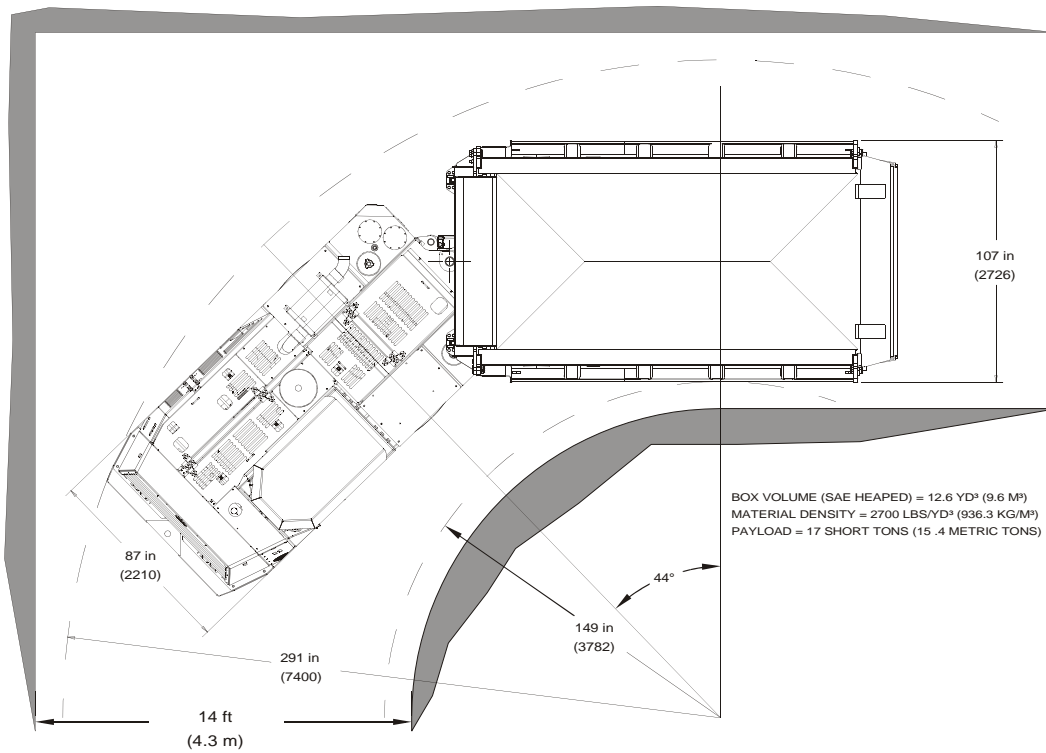 107 in
(2726)
BOX VOLUME (SAE HEAPED) = 12.6 YD³ (9.6 M³)
MATERIAL DENSITY = 2700 LBS/YD³ (936.3 KG/M³)
PAYLOAD = 17 SHORT TONS (15 .4 METRIC TONS)
87 in
(2210)
44°
149 in
(3782)
291 in
(7400)
14 ft
(4.3 m)